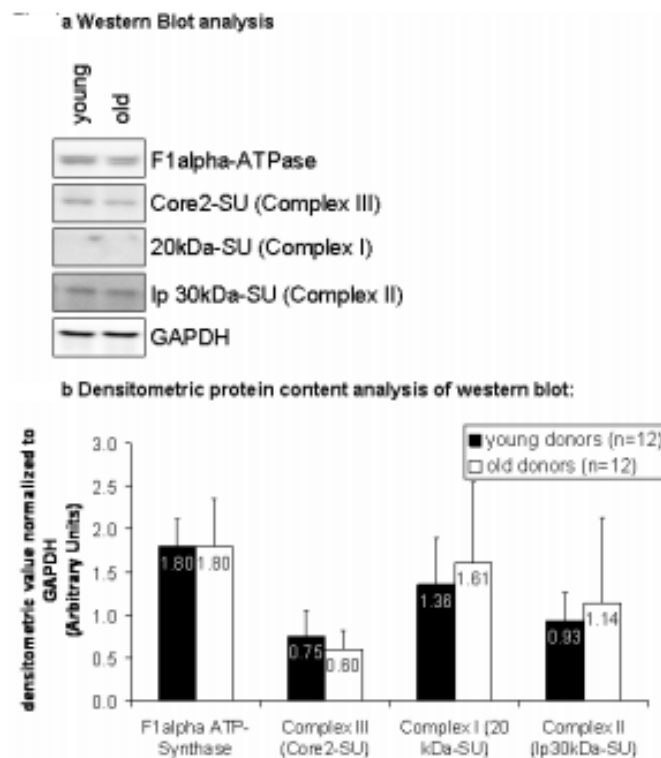 a Western Blot analysis
young
old
F1alpha-ATPase
Core2-SU (Complex III)
20kDa-SU (Complex I)
Ip 30kDa-SU (Complex II)
GAPDH
b Densitometric protein content analysis of western blot:
densitometric value normalized to
GAPDH
(Arbitrary Units)
3.0
2.5
2.0
1.5
1.0
0.5
0.0
young donors (n=12)
old donors (n=12)
1.80
1.80
0.75
0.60
1.36
1.61
0.93
1.14
F1alpha ATP-
Synthase
Complex III
(Core2-SU)
Complex I (20
kDa-SU)
Complex II
(Ip30kDa-SU)